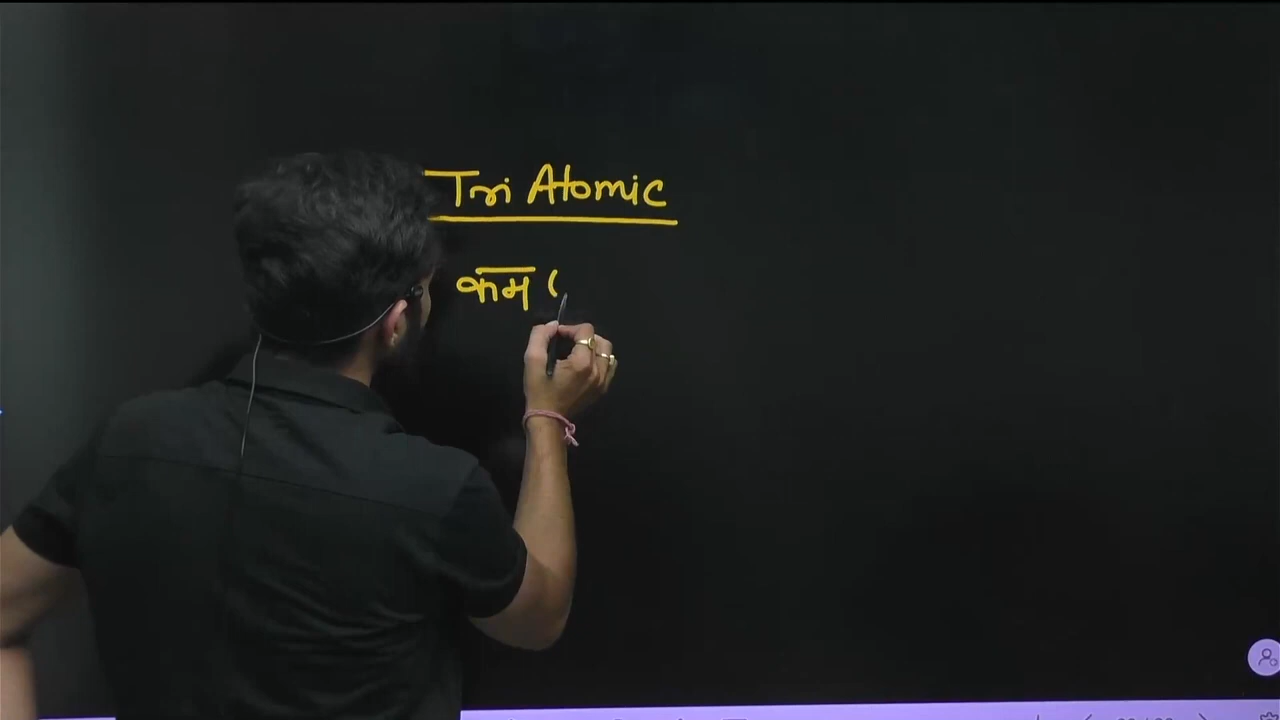 Tri Atomic
कम (